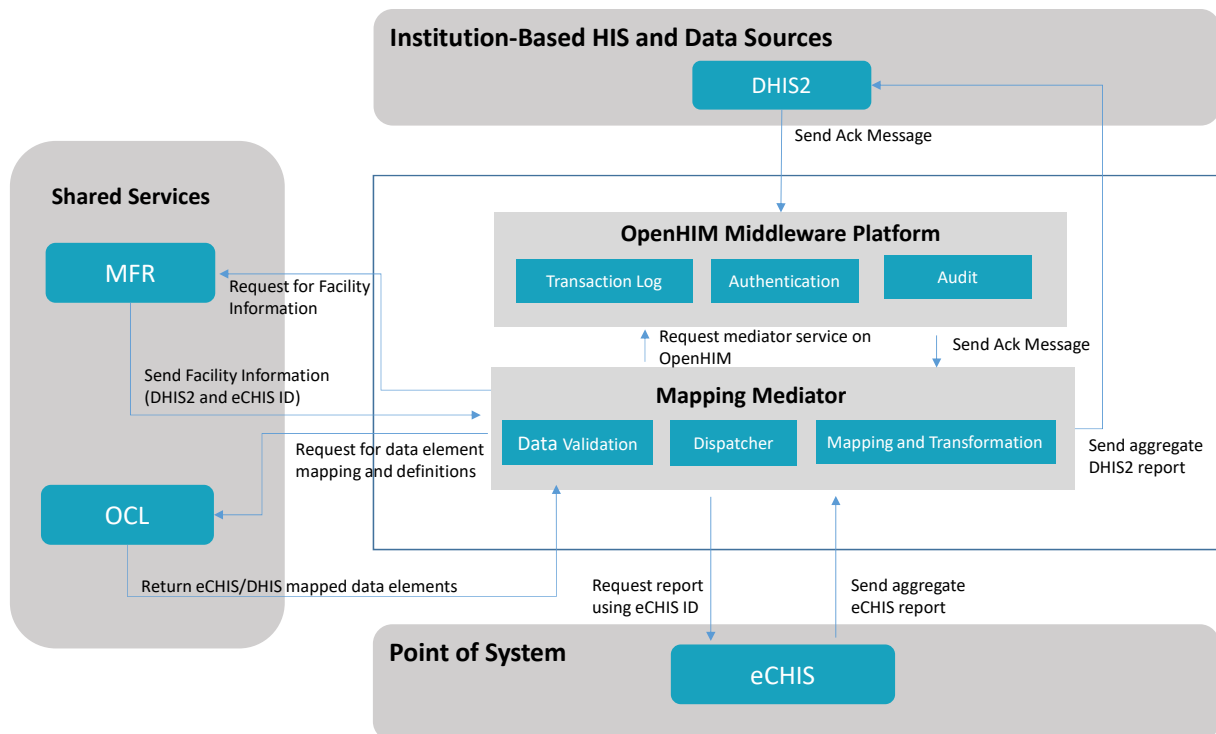 Institution-Based HIS and Data Sources
DHIS2
Send Ack Message
Shared Services
MFR
Request for Facility
Information
OpenHIM Middleware Platform
Transaction Log
Authentication
Audit
Request mediator service on
OpenHIM
Send Ack Message
Send Facility Information
(DHIS2 and eCHIS ID)
Mapping Mediator
Data Validation
Dispatcher
Mapping and Transformation
Send aggregate
DHIS2 report
Request for data element
mapping and definitions
OCL
Return eCHIS/DHIS mapped data elements
Request report
using eCHIS ID
Send aggregate
eCHIS report
Point of System
eCHIS